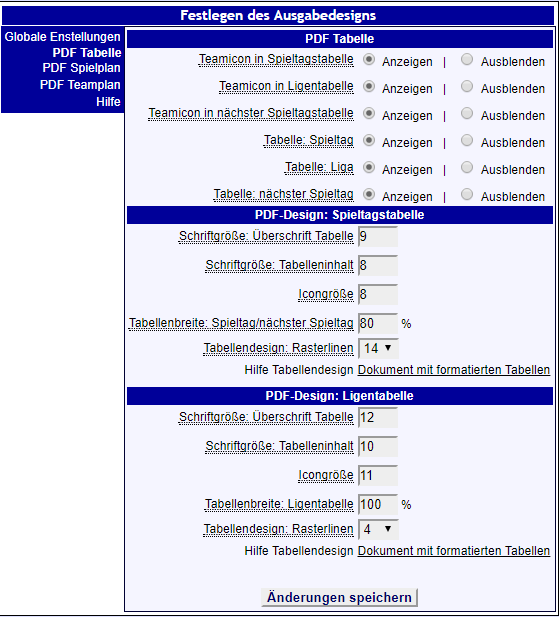 Festlegen des Ausgabedesigns
Globale Enstellungen
PDF Tabelle
PDF Spielplan
PDF Teamplan
Hilfe
PDF Tabelle
Teamicon in Spieltagstabelle Anzeigen | Ausblenden
Teamicon in Ligentabelle Anzeigen | Ausblenden
Teamicon in nächster Spieltagstabelle Anzeigen | Ausblenden
Tabelle: Spieltag Anzeigen | Ausblenden
Tabelle: Liga Anzeigen | Ausblenden
Tabelle: nächster Spieltag Anzeigen | Ausblenden
PDF-Design: Spieltagstabelle
Schriftgröße: Überschrift Tabelle 9
Schriftgröße: Tabelleninhalt 8
Icongröße 8
Tabellenbreite: Spieltag/nächster Spieltag 80 %
Tabellendesign: Rasterlinen 14
Hilfe Tabellendesign Dokument mit formatierten Tabellen
PDF-Design: Ligentabelle
Schriftgröße: Überschrift Tabelle 12
Schriftgröße: Tabelleninhalt 10
Icongröße 11
Tabellenbreite: Ligentabelle 100 %
Tabellendesign: Rasterlinen 4
Hilfe Tabellendesign Dokument mit formatierten Tabellen
Änderungen speichern